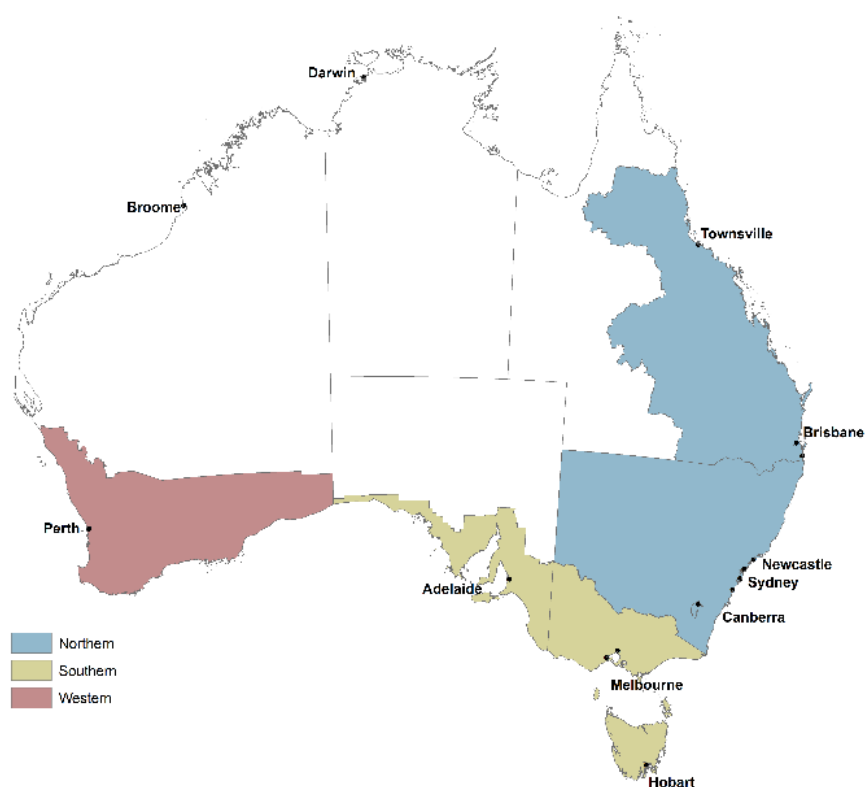 Darwin
Broome
Townsville
Brisbane
Perth
Newcastle
Sydney
Adelaide
Canberra
Northern
Southern
Melbourne
Western
Hobart